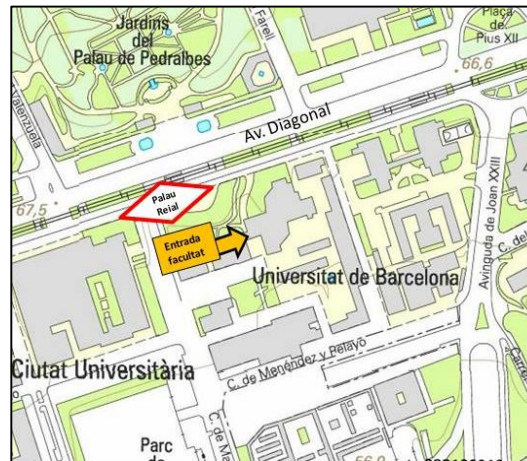 Jardins
del
Palau de Pedralbes
Farell
Plaça
de
Pius XII
66,6
Valenzuela
Av. Diagonal
67,5
Palau
Reial
Entrada
facultat
Avinguda de Joan XXIII
Universitat de Barcelona
C. de Menéndez y Pelayo
Ciutat Universitària
Parc